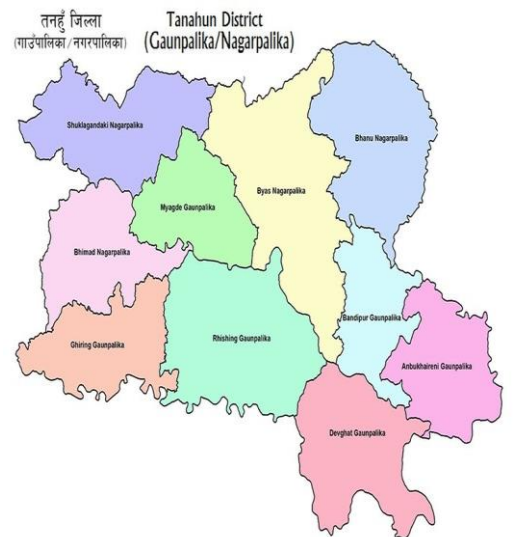 तनहुँ जिल्ला
(गाउँपालिका/नगरपालिका)
Tanahun District
(Gaunpalika/Nagarpalika)
Shuklagandaki Nagarpalika
Bhanu Nagarpalika
Byas Nagarpalika
Myagde Gaunpalika
Bhimad Nagarpalika
Bandipur Gaunpalika
Rhishing Gaunpalika
Ghiring Gaunpalika
Anbukhaireni Gaunpalika
Devghat Gaunpalika